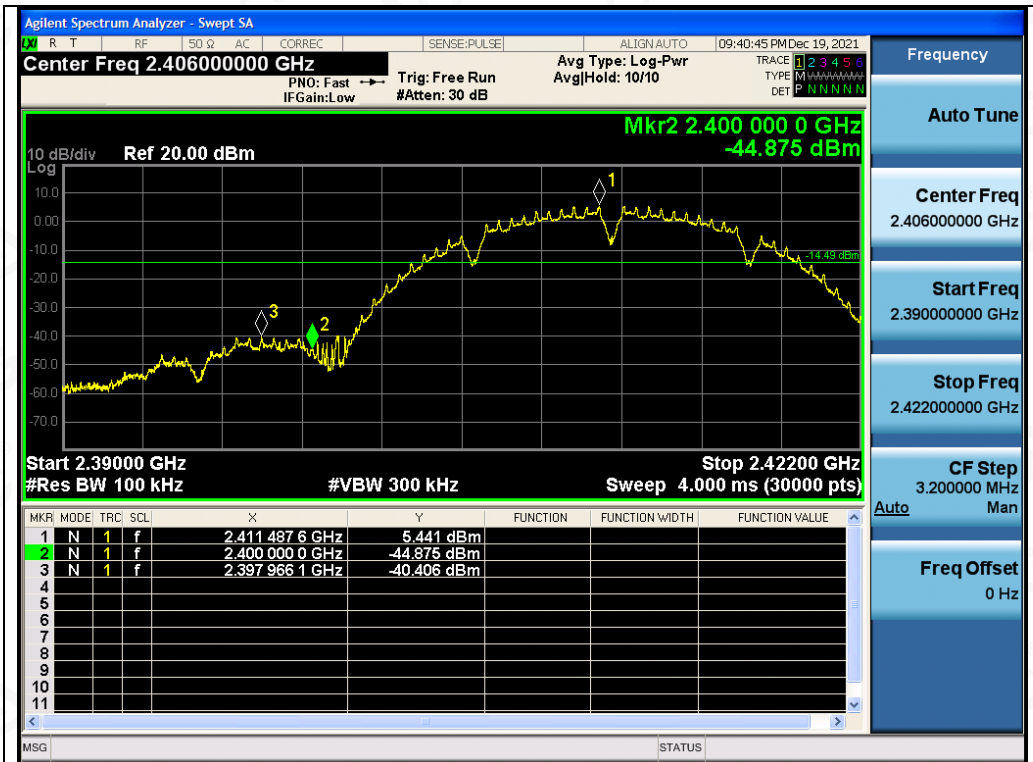 Agilent Spectrum Analyzer - Swept SA
LXI R T RF 50 Ω AC CORREC SENSE:PULSE ALIGN AUTO 09:40:45 PM Dec 19, 2021
Center Freq 2.406000000 GHz
PNO: Fast
IFGain:Low
Trig: Free Run
#Atten: 30 dB
Avg Type: Log-Pwr
Avg|Hold: 10/10
TRACE 1 2 3 4 5 6
TYPE M WWWWW
DET P N N N N N
Mkr2 2.400 000 0 GHz
-44.875 dBm
10 dB/div Ref 20.00 dBm
Log
10.0
0.00
-10.0
-20.0
-30.0
-40.0
-50.0
-60.0
-70.0
1
-14.49 dBm
3
2
Start 2.39000 GHz Stop 2.42200 GHz
#Res BW 100 kHz #VBW 300 kHz Sweep 4.000 ms (30000 pts)
MKR MODE TRC SCL X Y FUNCTION FUNCTION WIDTH FUNCTION VALUE
1 N 1 f 2.411 487 6 GHz 5.441 dBm
2 N 1 f 2.400 000 0 GHz -44.875 dBm
3 N 1 f 2.397 966 1 GHz -40.406 dBm
4
5
6
7
8
9
10
11
MSG STATUS
Frequency
Auto Tune
Center Freq
2.406000000 GHz
Start Freq
2.390000000 GHz
Stop Freq
2.422000000 GHz
CF Step
3.200000 MHz
Auto Man
Freq Offset
0 Hz